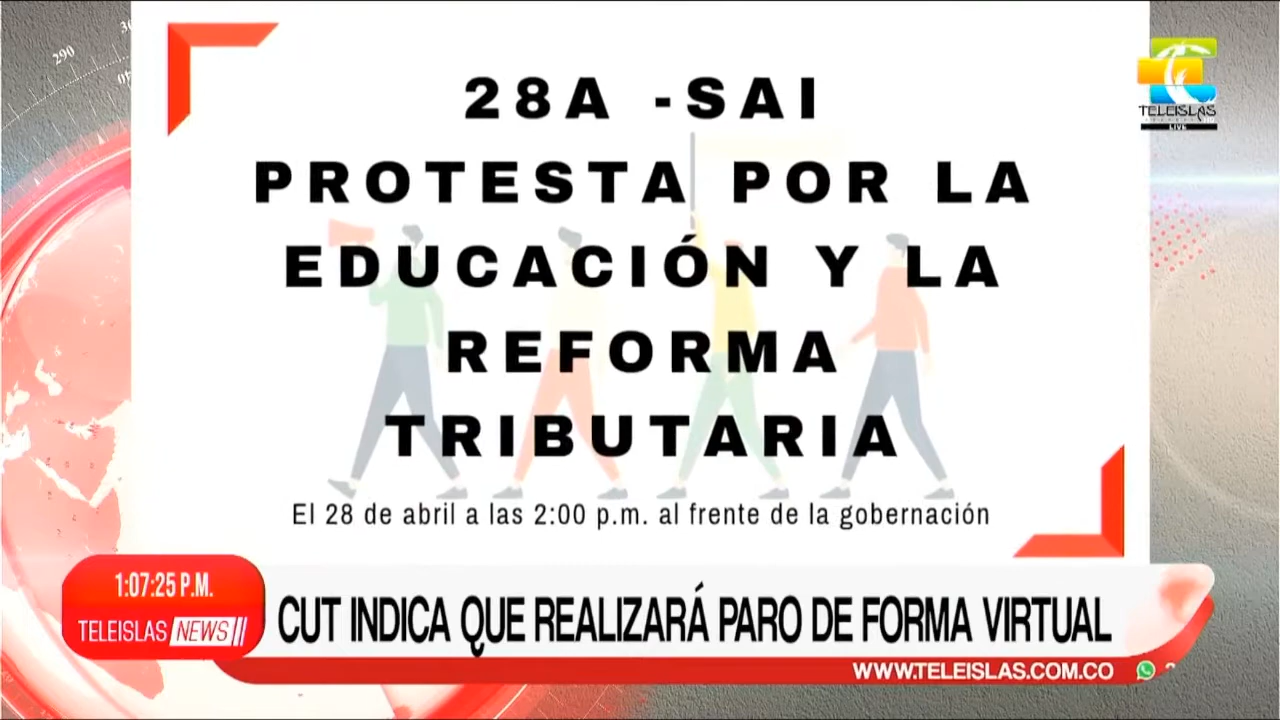 290
28A -SAI
PROTESTA POR LA
EDUCACIÓN Y LA
REFORMA
TRIBUTARIA
El 28 de abril a las 2:00 p.m. al frente de la gobernación
TELEISLAS
LIVE
1:07:25 P.M.
TELEISLAS NEWS
CUT INDICA QUE REALIZARÁ PARO DE FORMA VIRTUAL
WWW.TELEISLAS.COM.CO